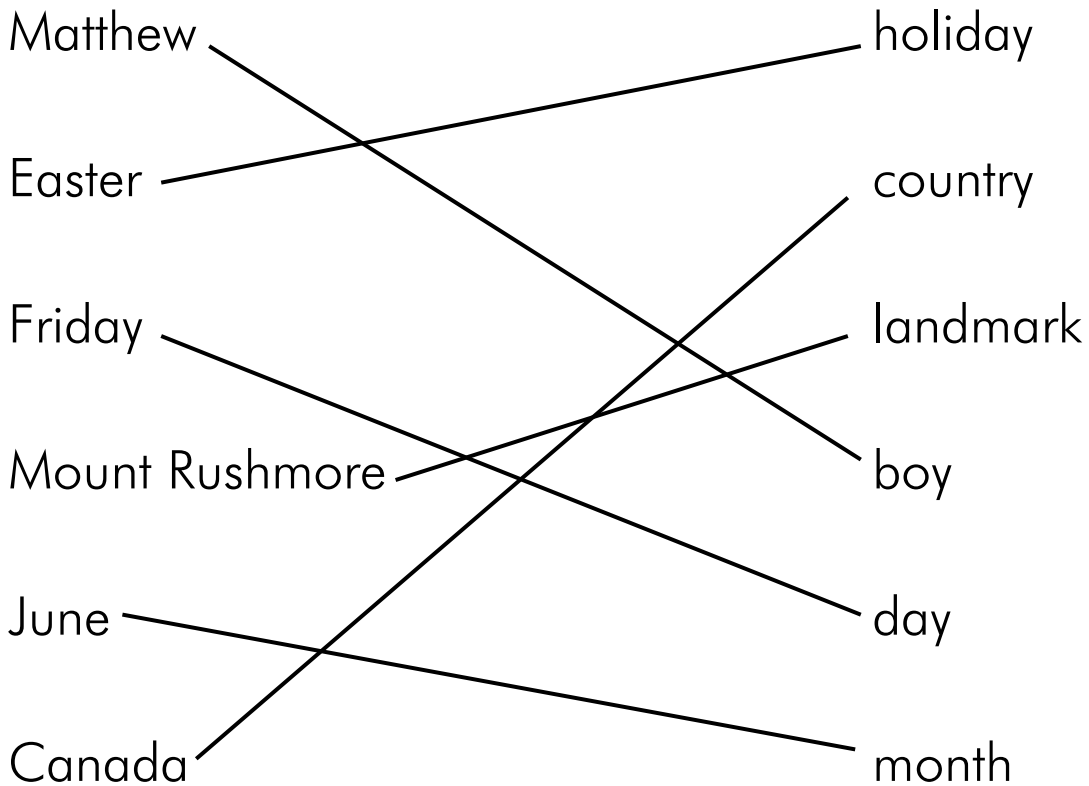 Matthew holiday
Easter country
Friday landmark
Mount Rushmore boy
June day
Canada month